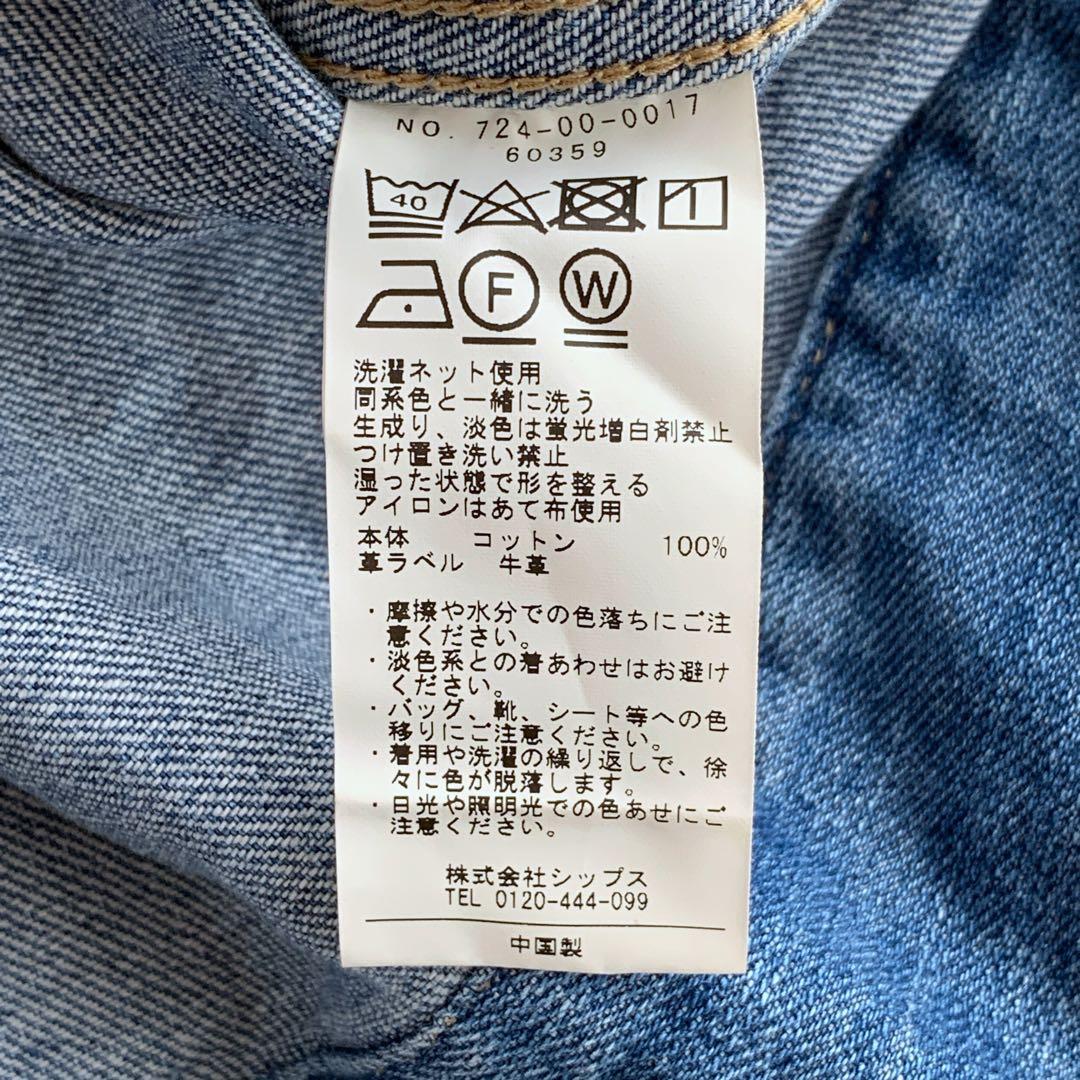 NO. 724-00-0017
60359
40
F W
洗濯ネット使用
同系色と一緒に洗う
生成り、淡色は蛍光増白剤禁止
つけ置き洗い禁止
湿った状態で形を整える
アイロンはあて布使用
本体 コットン 100%
革ラベル 牛革
・摩擦や水分での色落ちにご注
意ください。
・淡色系との着あわせはお避け
ください。
・バッグ、靴、シート等への色
移りにご注意ください。
・着用や洗濯の繰り返しで、徐
々に色が脱落します。
・日光や照明光での色あせにご
注意ください。
株式会社シップス
TEL 0120-444-099
中国製